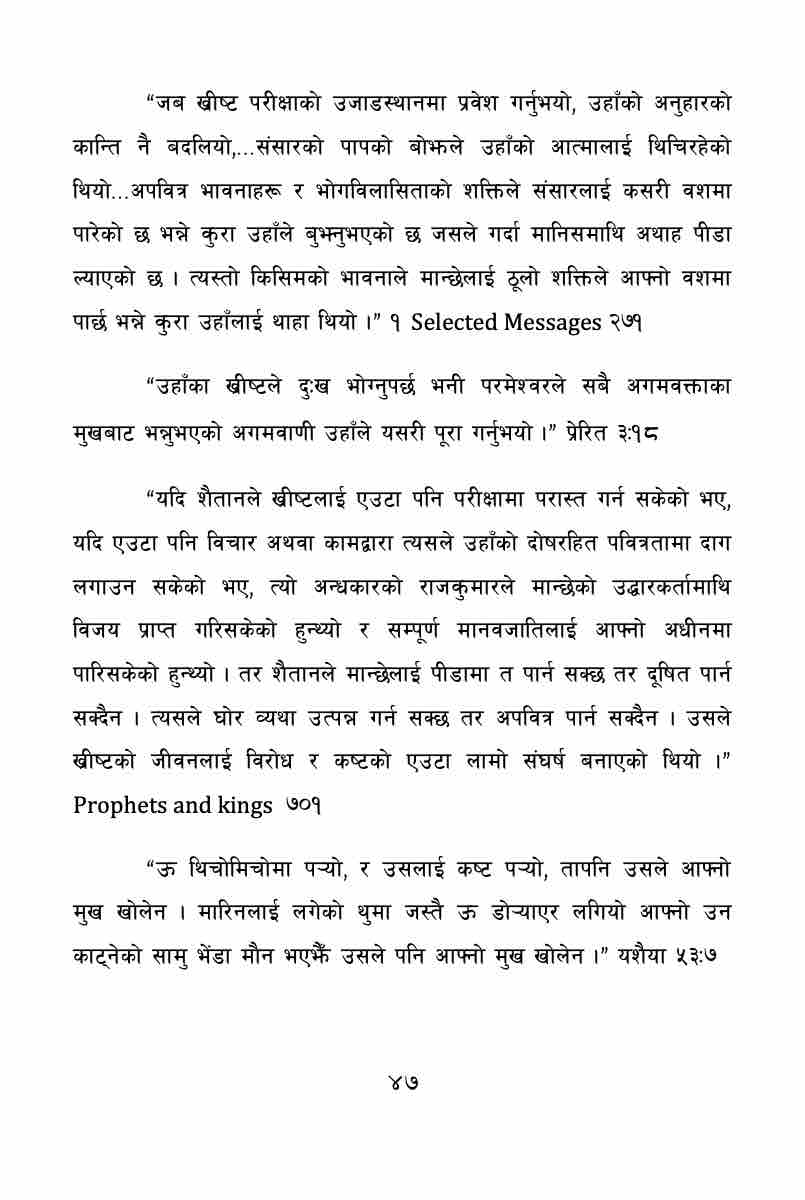 “जब ख्रीष्ट परीक्षाको उजाडस्थानमा प्रवेश गर्नुभयो, उहाँको अनुहारको
कान्ति नै बदलियो,...संसारको पापको बोझले उहाँको आत्मालाई थिचिरहेको
थियो...अपवित्र भावनाहरू र भोगविलासिताको शक्तिले संसारलाई कसरी वशमा
पारेको छ भन्ने कुरा उहाँले बुझ्नुभएको छ जसले गर्दा मानिसमाथि अथाह पीडा
ल्याएको छ । त्यस्तो किसिमको भावनाले मान्छेलाई ठूलो शक्तिले आफ्नो वशमा
पार्छ भन्ने कुरा उहाँलाई थाहा थियो ।” १ Selected Messages २७१
“उहाँका ख्रीष्टले दुःख भोग्नुपर्छ भनी परमेश्वरले सबै अगमवक्ताका
मुखबाट भन्नुभएको अगमवाणी उहाँले यसरी पूरा गर्नुभयो ।” प्रेरित ३:१८
“यदि शैतानले ख्रीष्टलाई एउटा पनि परीक्षामा परास्त गर्न सकेको भए,
यदि एउटा पनि विचार अथवा कामद्वारा त्यसले उहाँको दोषरहित पवित्रतामा दाग
लगाउन सकेको भए, त्यो अन्धकारको राजकुमारले मान्छेको उद्धारकर्तामाथि
विजय प्राप्त गरिसकेको हुन्थ्यो र सम्पूर्ण मानवजातिलाई आफ्नो अधीनमा
पारिसकेको हुन्थ्यो । तर शैतानले मान्छेलाई पीडामा त पार्न सक्छ तर दूषित पार्न
सक्दैन । त्यसले घोर व्यथा उत्पन्न गर्न सक्छ तर अपवित्र पार्न सक्दैन । उसले
ख्रीष्टको जीवनलाई विरोध र कष्टको एउटा लामो संघर्ष बनाएको थियो ।”
Prophets and kings ७०१
“ऊ थिचोमिचोमा पर्‍यो, र उसलाई कष्ट पर्‍यो, तापनि उसले आफ्नो
मुख खोलेन । मारिनलाई लगेको थुमा जस्तै ऊ डोर्‍याएर लगियो आफ्नो उन
काट्नेको सामु भेंडा मौन भएझैँ उसले पनि आफ्नो मुख खोलेन ।” यशैया ५३:७
४७